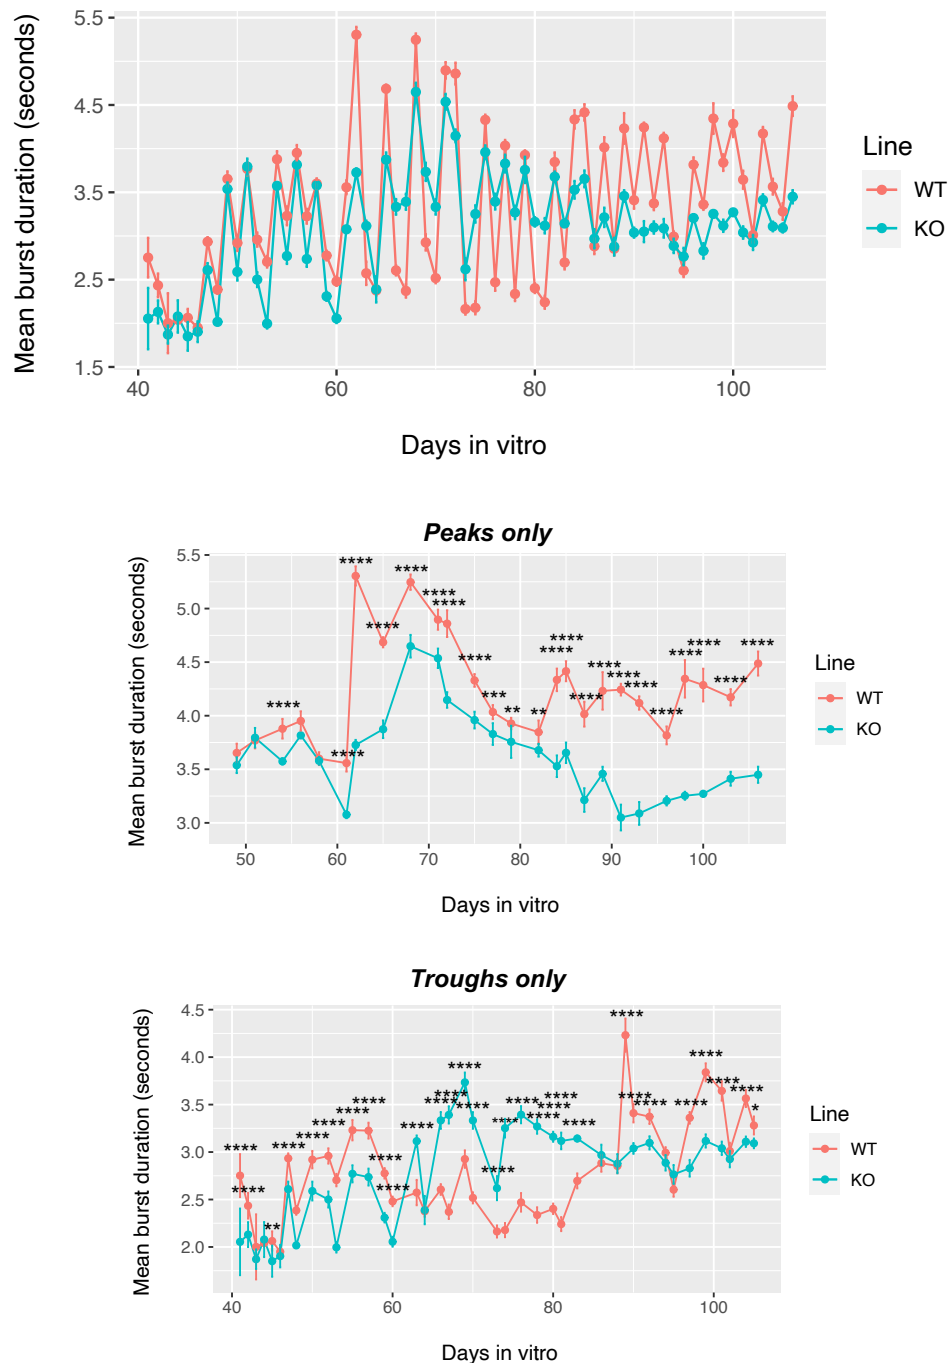 Mean burst duration (seconds)
5.5
4.5
3.5
2.5
1.5
40
60
80
100
Days in vitro
Line
WT
KO
Peaks only
Mean burst duration (seconds)
5.5
5.0
4.5
4.0
3.5
3.0
50
60
70
80
90
100
Days in vitro
**** **** **** **** **** **** **** *** ** ** **** **** **** **** **** **** **** **** **** **** ****
Line
WT
KO
Troughs only
Mean burst duration (seconds)
4.5
4.0
3.5
3.0
2.5
2.0
40
60
80
100
Days in vitro
Line
WT
KO